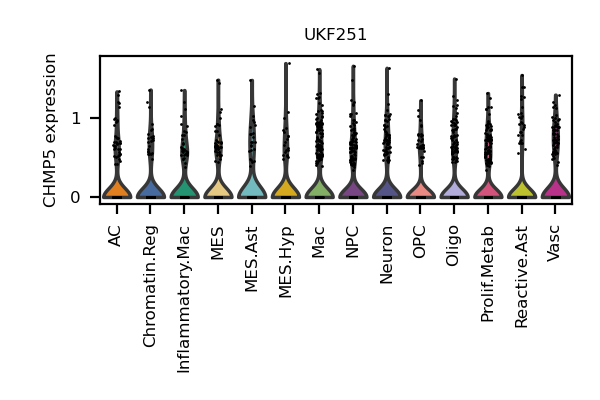 UKF251
CHMP5 expression
1
0
AC
Chromatin.Reg
Inflammatory.Mac
MES
MES.Ast
MES.Hyp
Mac
NPC
Neuron
OPC
Oligo
Prolif.Metab
Reactive.Ast
Vasc